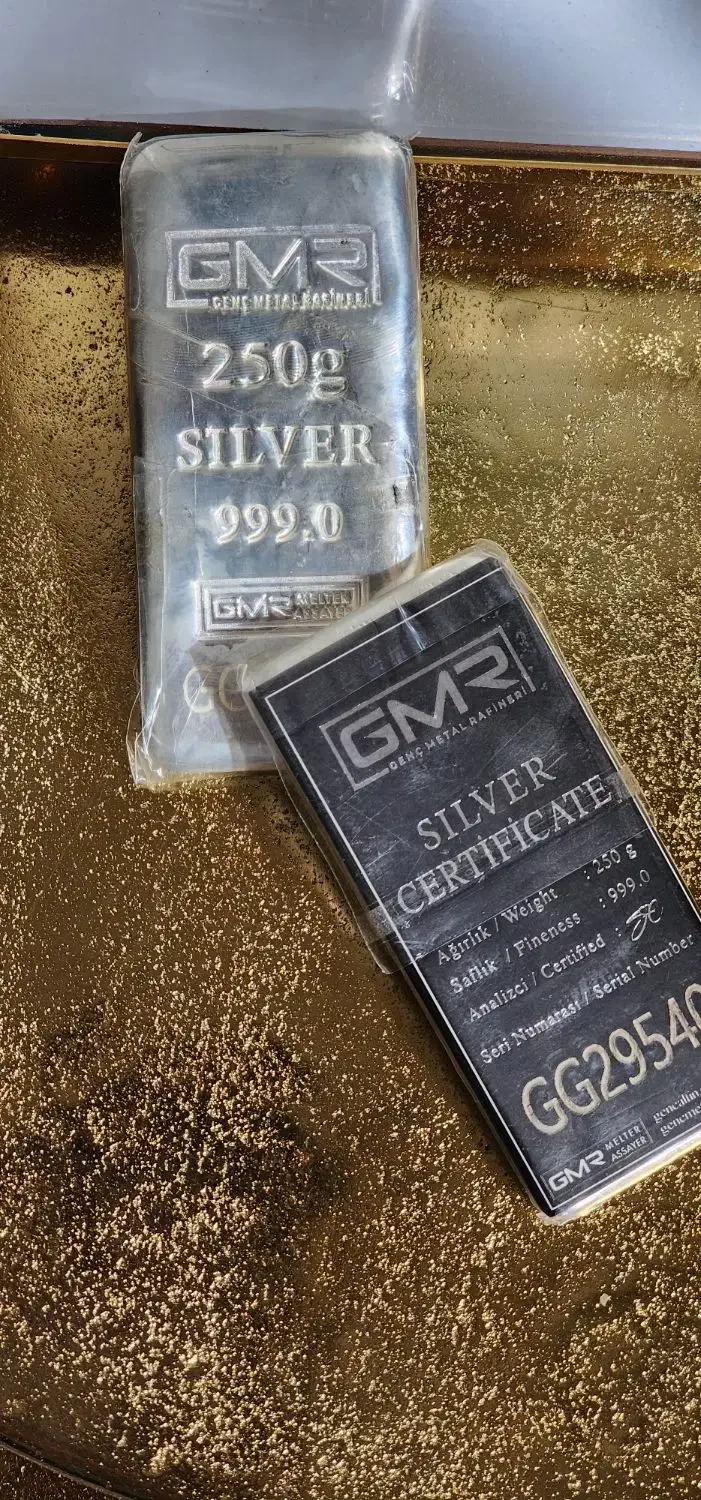 GMR
GENÇ METAL RAFİNERİ
250g
SILVER
999.0
GMR MELTER
ASSAYER
GMR
GENÇ METAL RAFİNERİ
SILVER
CERTIFICATE
Ağırlık / Weight : 250 g
Saflık / Fineness : 999.0
Analizci / Certified :
Seri Numarası / Serial Number
GG29540
GMR MELTER
ASSAYER